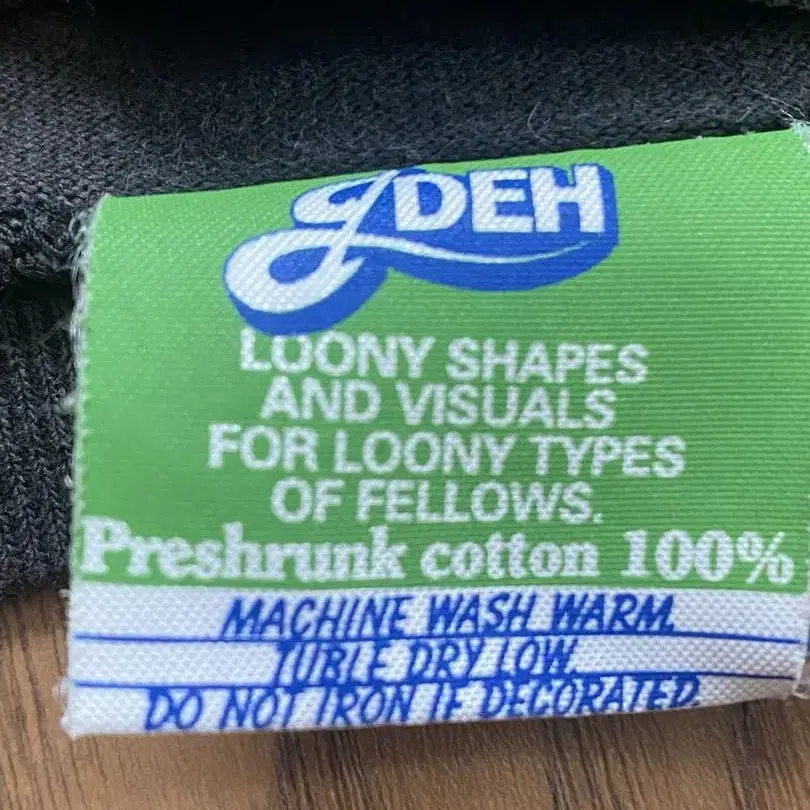 JDEH
LOONY SHAPES
AND VISUALS
FOR LOONY TYPES
OF FELLOWS.
Preshrunk cotton 100%
MACHINE WASH WARM.
TUBLE DRY LOW.
DO NOT IRON IF DECORATED.